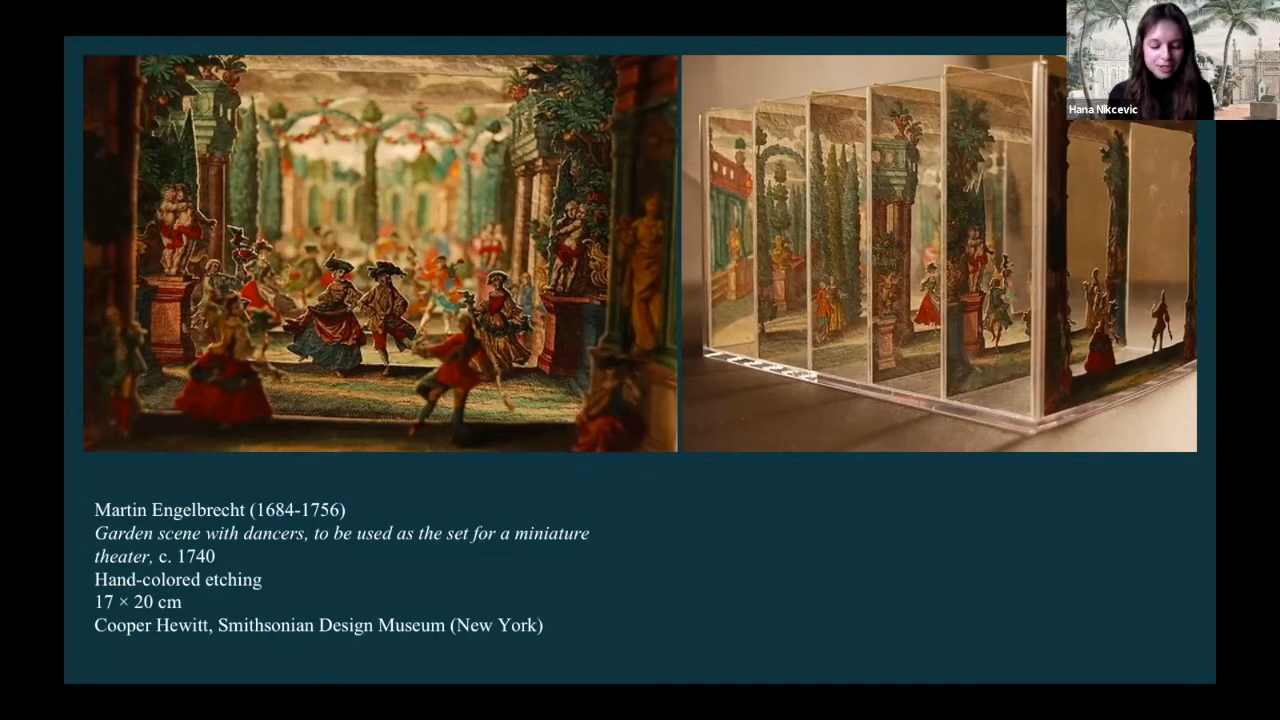 Hana Nikcevic
Martin Engelbrecht (1684-1756)
Garden scene with dancers, to be used as the set for a miniature
theater, c. 1740
Hand-colored etching
17 × 20 cm
Cooper Hewitt, Smithsonian Design Museum (New York)